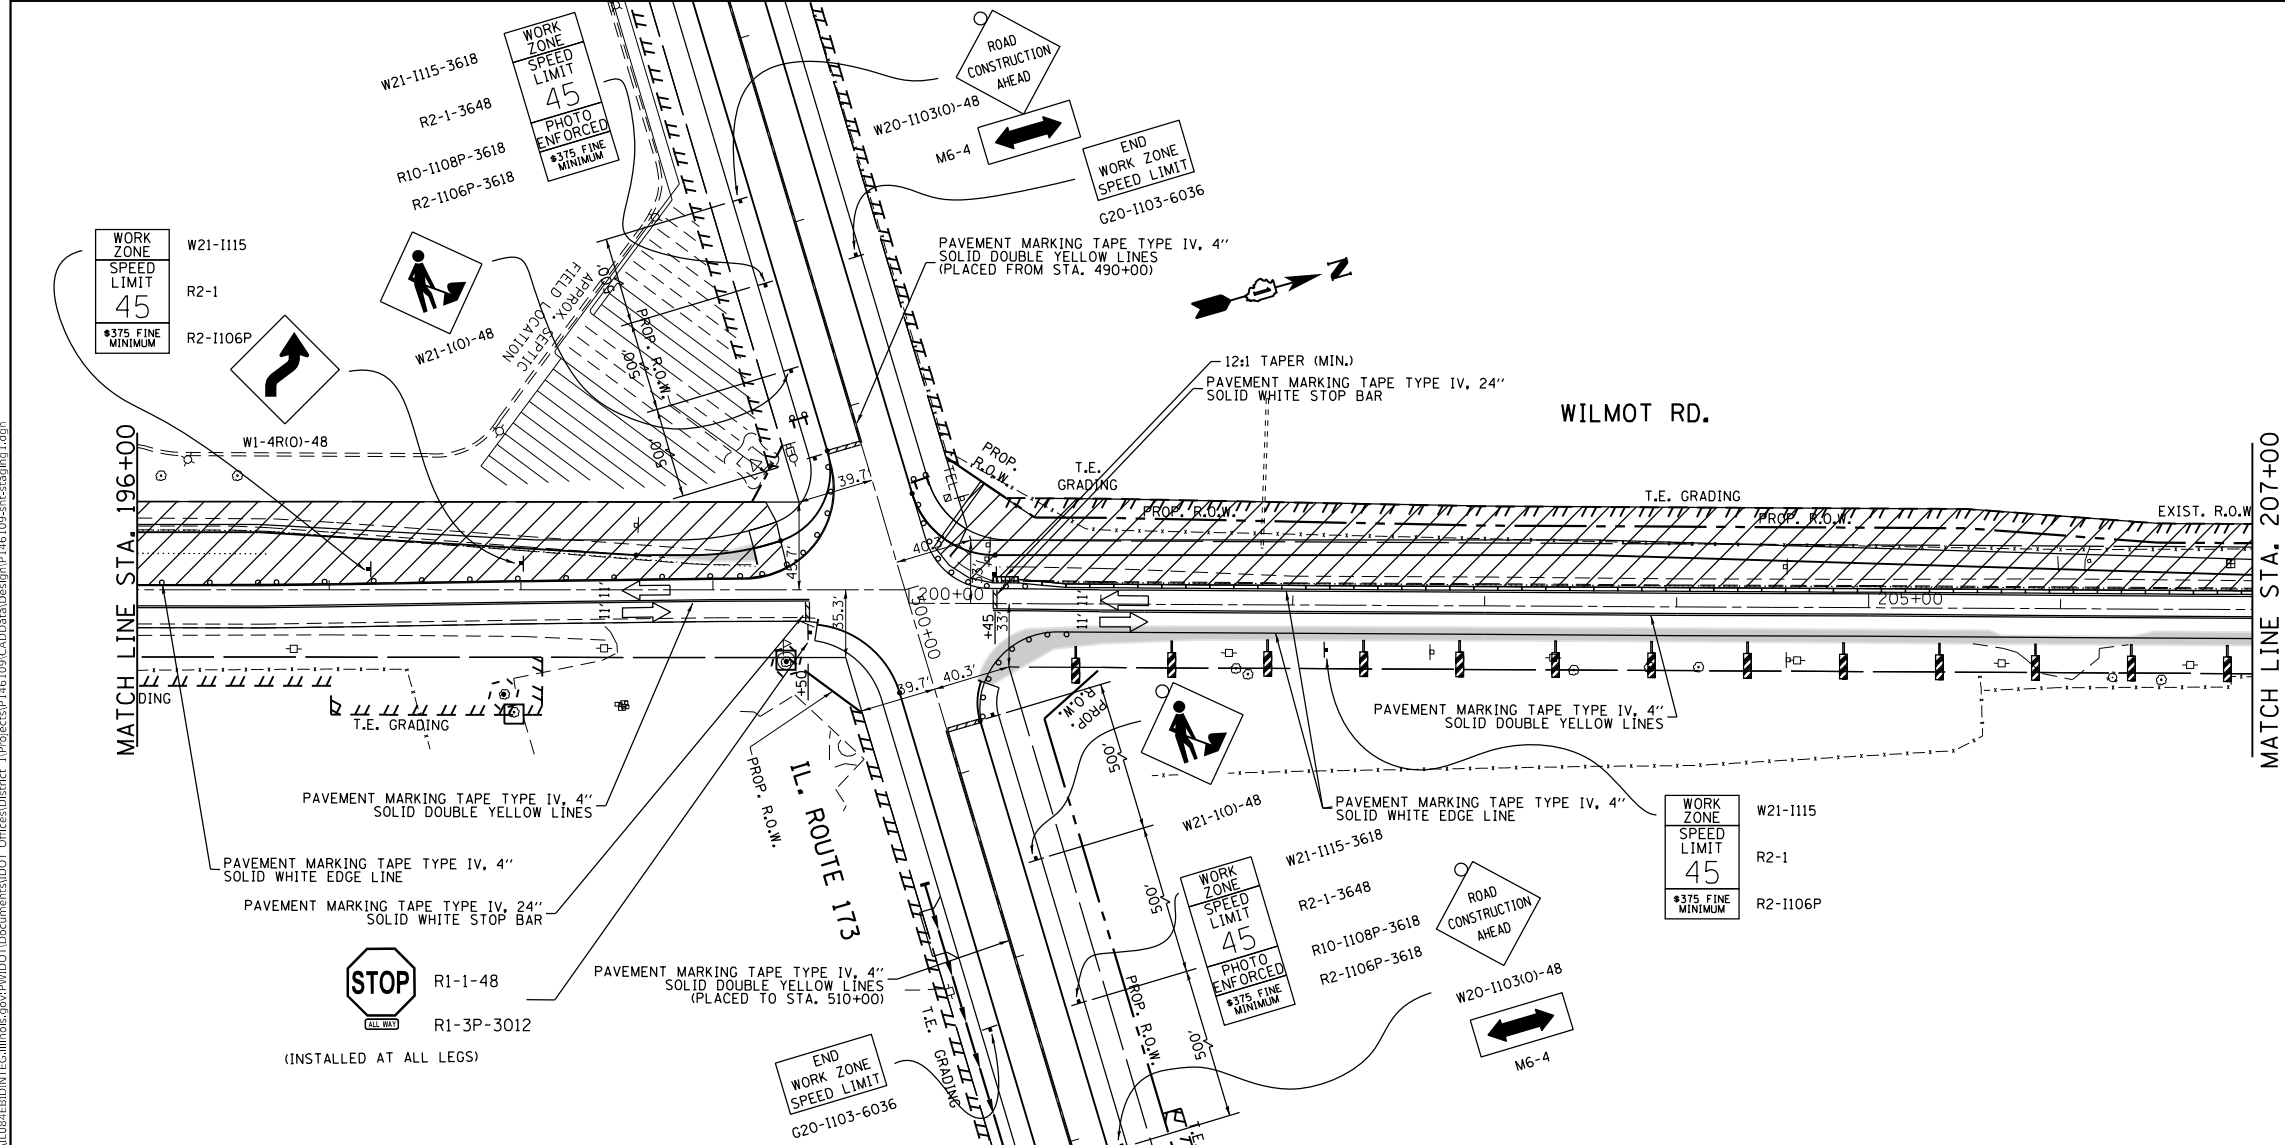 WORK
ZONE
SPEED
LIMIT
45
PHOTO
ENFORCED
$375 FINE
MINIMUM
W21-I115-3618
R2-1-3648
R10-I108P-3618
R2-I106P-3618
ROAD
CONSTRUCTION
AHEAD
W20-I103(O)-48
M6-4
END
WORK ZONE
SPEED LIMIT
G20-I103-6036
WORK
ZONE
SPEED
LIMIT
45
$375 FINE
MINIMUM
W21-I115
R2-1
R2-I106P
W21-1(O)-48
W1-4R(O)-48
APPROX. SEPTIC
FIELD LOCATION
500'
500'
500'
PROP. R.O.W.
PAVEMENT MARKING TAPE TYPE IV, 4"
SOLID DOUBLE YELLOW LINES
(PLACED FROM STA. 490+00)
N
12:1 TAPER (MIN.)
PAVEMENT MARKING TAPE TYPE IV, 24"
SOLID WHITE STOP BAR
WILMOT RD.
MATCH LINE STA. 196+00
MATCH LINE STA. 207+00
PROP.
R.O.W.
TEL
T.E.
GRADING
PROP. R.O.W.
T.E. GRADING
PROP. R.O.W.
EXIST. R.O.W
39.7'
40.3'
11' 11'
200+00
500+00
35.3'
+45
33'
11' 11'
205+00
+50
39.7'
40.3'
DING
T.E. GRADING
PROP.
R.O.W.
PROP. R.O.W.
IL. ROUTE 173
PAVEMENT MARKING TAPE TYPE IV, 4"
SOLID DOUBLE YELLOW LINES
PAVEMENT MARKING TAPE TYPE IV, 4"
SOLID WHITE EDGE LINE
PAVEMENT MARKING TAPE TYPE IV, 24"
SOLID WHITE STOP BAR
STOP
ALL WAY
R1-1-48
R1-3P-3012
(INSTALLED AT ALL LEGS)
PAVEMENT MARKING TAPE TYPE IV, 4"
SOLID DOUBLE YELLOW LINES
(PLACED TO STA. 510+00)
T.E. GRADING
END
WORK ZONE
SPEED LIMIT
G20-I103-6036
500'
500'
500'
PROP. R.O.W.
T.E.
W21-1(O)-48
PAVEMENT MARKING TAPE TYPE IV, 4"
SOLID DOUBLE YELLOW LINES
PAVEMENT MARKING TAPE TYPE IV, 4"
SOLID WHITE EDGE LINE
WORK
ZONE
SPEED
LIMIT
45
PHOTO
ENFORCED
$375 FINE
MINIMUM
W21-I115-3618
R2-1-3648
R10-I108P-3618
R2-I106P-3618
ROAD
CONSTRUCTION
AHEAD
W20-I103(O)-48
M6-4
WORK
ZONE
SPEED
LIMIT
45
$375 FINE
MINIMUM
W21-I115
R2-1
R2-I106P